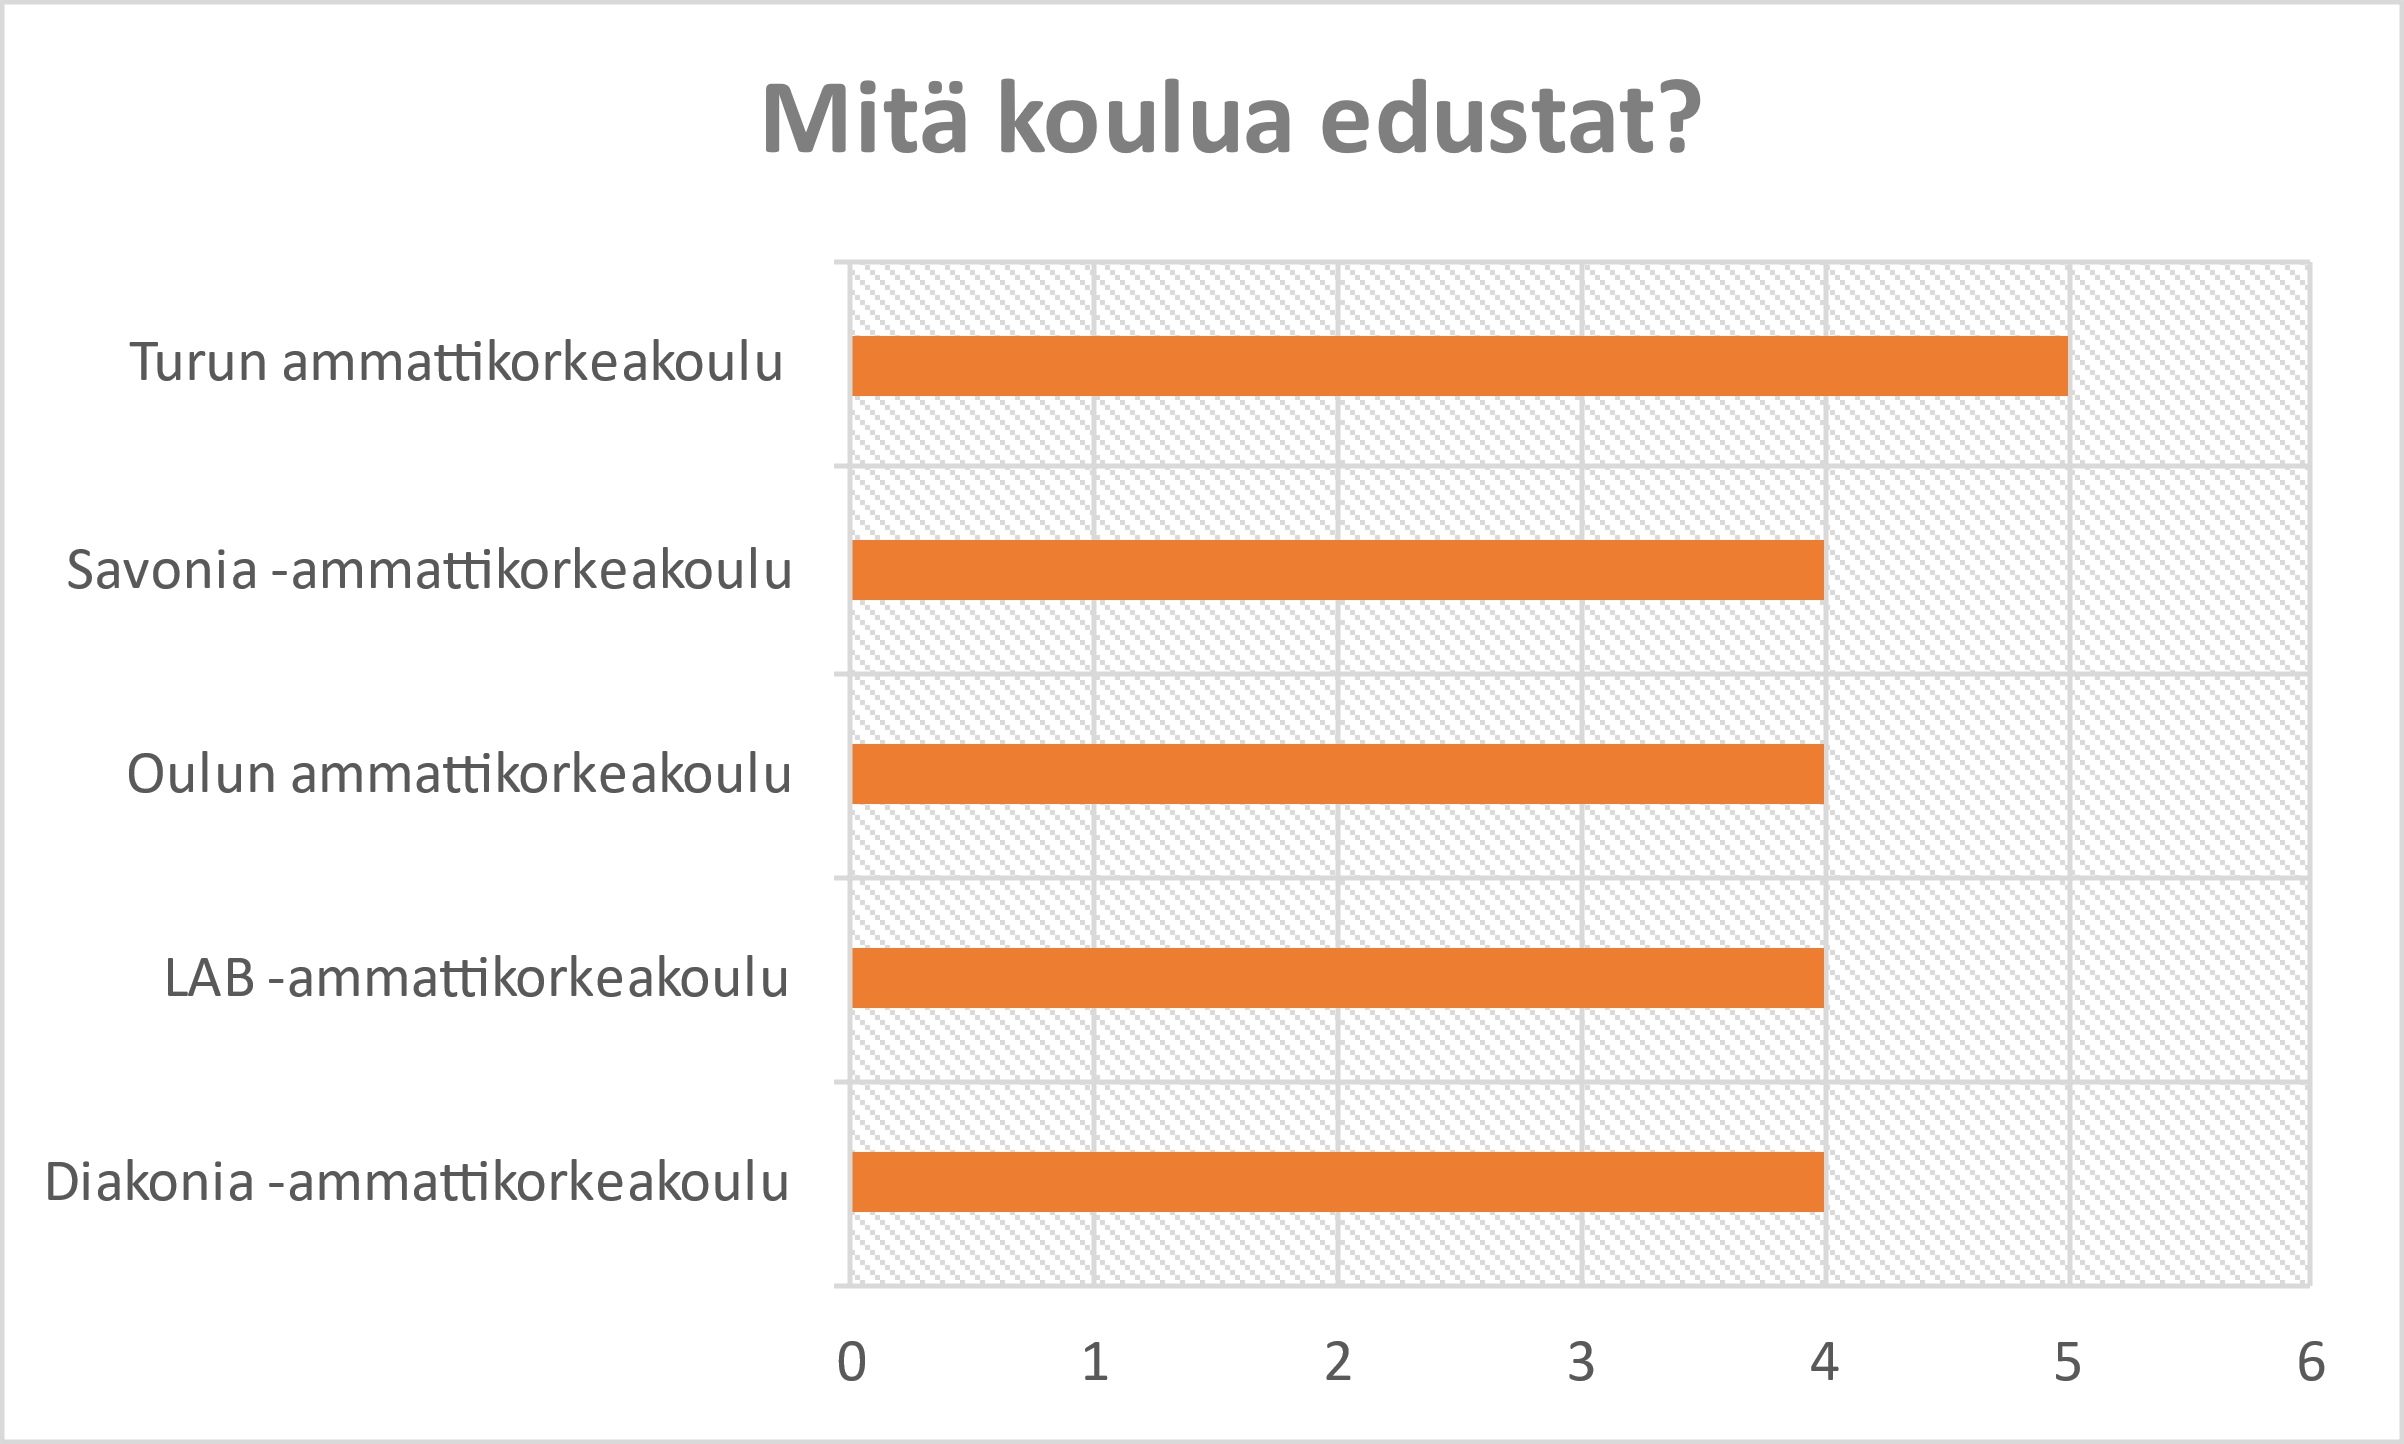 Mitä koulua edustat?
Turun ammattikorkeakoulu
Savonia -ammattikorkeakoulu
Oulun ammattikorkeakoulu
LAB -ammattikorkeakoulu
Diakonia -ammattikorkeakoulu
0 1 2 3 4 5 6